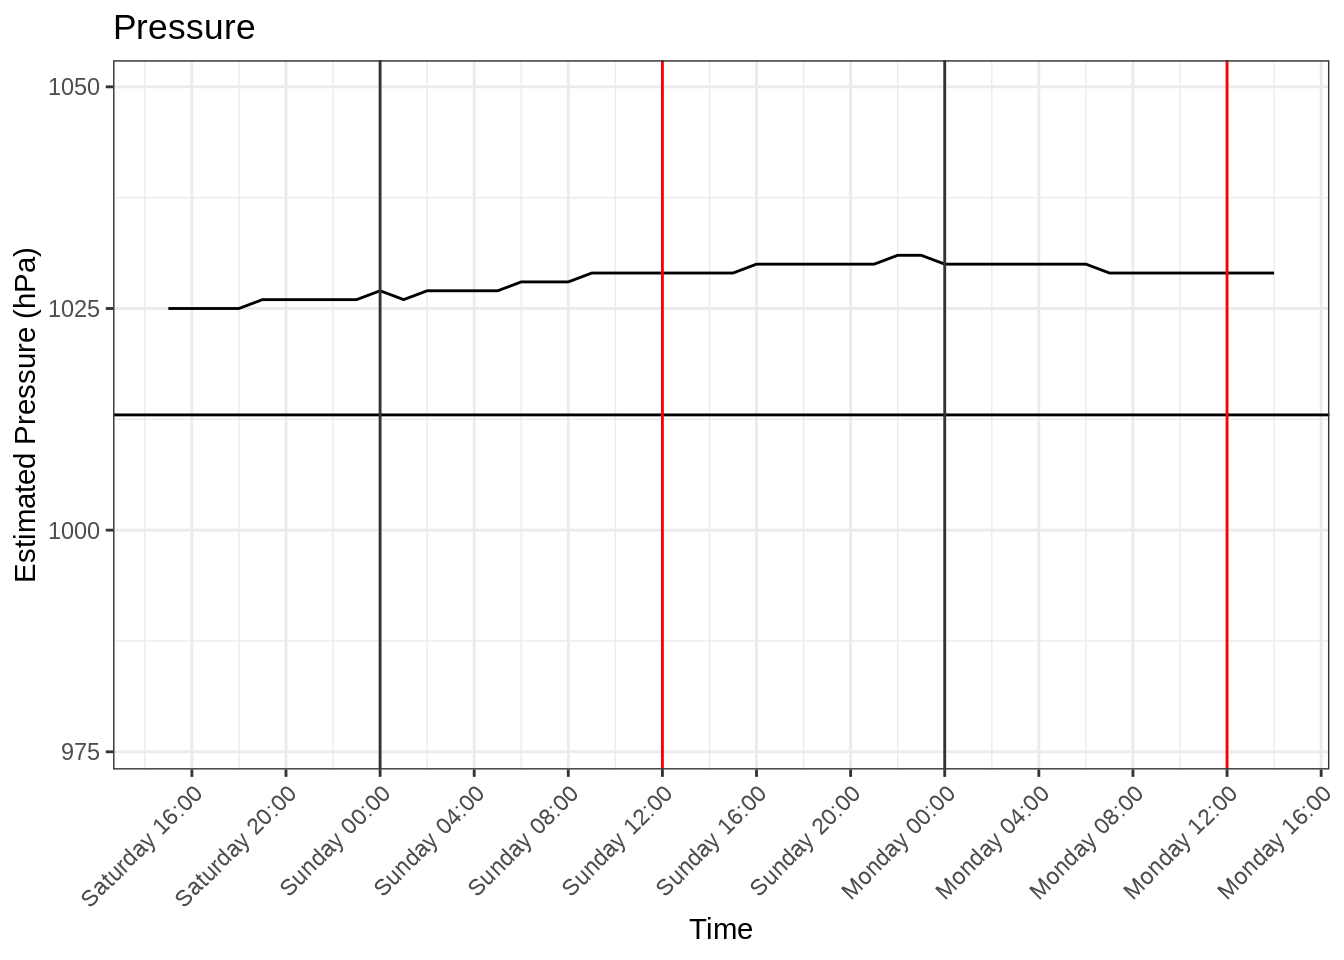 Pressure
Estimated Pressure (hPa)
1050
1025
1000
975
Saturday 16:00
Saturday 20:00
Sunday 00:00
Sunday 04:00
Sunday 08:00
Sunday 12:00
Sunday 16:00
Sunday 20:00
Monday 00:00
Monday 04:00
Monday 08:00
Monday 12:00
Monday 16:00
Time